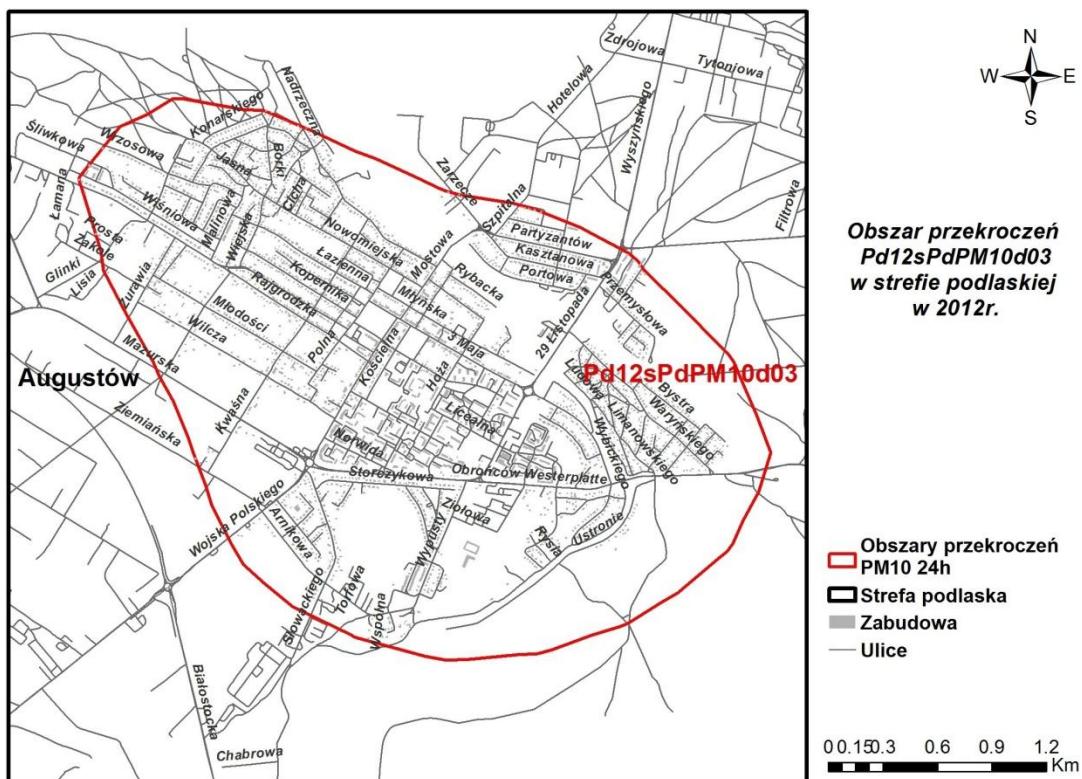 Zdrojowa
Tytoniowa
Hotelowa
Wyszyńskiego
Nadrzeczna
Konarskiego
Śliwkowa
Wrzosowa
Jasna
Borki
Cicha
Zarzecze
Szpitalna
Filtrowa
Łamana
Wiśniowa
Malinowa
Wiejska
Nowomiejska
Mostowa
Partyzantów
Kasztanowa
Portowa
Prosta
Zakole
Glinki
Lisia
Żurawia
Łazienna
Kopernika
Rajgrodzka
Młyńska
Rybacka
Przemysłowa
Młodości
Wilcza
Polna
Kościelna
3 Maja
29 Listopada
Hoża
Mazurska
Augustów
Pd12sPdPM10d03
Ziemiańska
Kwaśna
Licealna
Ludowa
Limanowskiego
Bystra
Waryńskiego
Wybickiego
Norwida
Storczykowa
Obrońców Westerplatte
Wojska Polskiego
Arnikowa
Ziołowa
Wypusty
Rysia
Ustronie
Słowackiego
Torfowa
Wspólna
Białostocka
Chabrowa
N
W
E
S
Obszar przekroczeń
Pd12sPdPM10d03
w strefie podlaskiej
w 2012r.
Obszary przekroczeń
PM10 24h
Strefa podlaska
Zabudowa
Ulice
0 0.15 0.3 0.6 0.9 1.2
Km